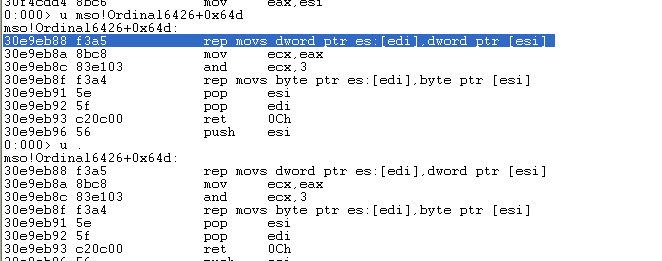 30f4cdd4 8bc6 mov eax,esi
0:000> u mso!Ordinal6426+0x64d
mso!Ordinal6426+0x64d:
30e9eb88 f3a5 rep movs dword ptr es:[edi],dword ptr [esi]
30e9eb8a 8bc8 mov ecx,eax
30e9eb8c 83e103 and ecx,3
30e9eb8f f3a4 rep movs byte ptr es:[edi],byte ptr [esi]
30e9eb91 5e pop esi
30e9eb92 5f pop edi
30e9eb93 c20c00 ret 0Ch
30e9eb96 56 push esi
0:000> u .
mso!Ordinal6426+0x64d:
30e9eb88 f3a5 rep movs dword ptr es:[edi],dword ptr [esi]
30e9eb8a 8bc8 mov ecx,eax
30e9eb8c 83e103 and ecx,3
30e9eb8f f3a4 rep movs byte ptr es:[edi],byte ptr [esi]
30e9eb91 5e pop esi
30e9eb92 5f pop edi
30e9eb93 c20c00 ret 0Ch
30e9eb96 56 push esi